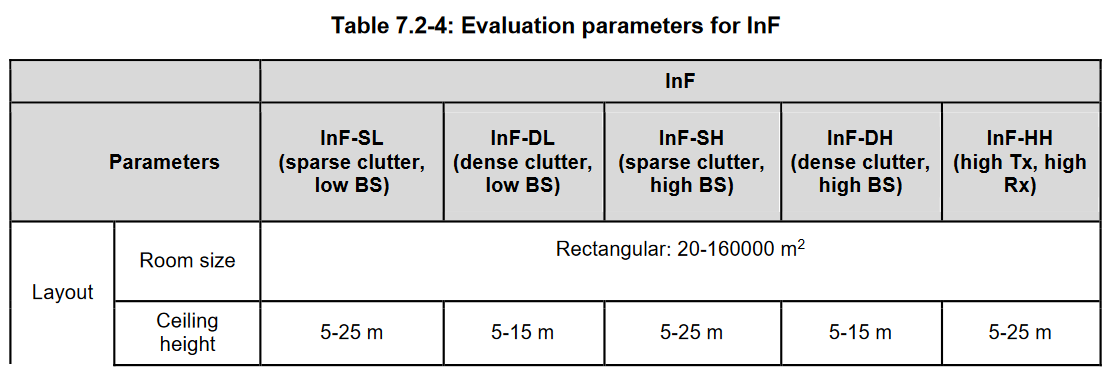 Table 7.2-4: Evaluation parameters for InF
InF
Parameters
InF-SL
(sparse clutter,
low BS)
InF-DL
(dense clutter,
low BS)
InF-SH
(sparse clutter,
high BS)
InF-DH
(dense clutter,
high BS)
InF-HH
(high Tx, high
Rx)
Layout
Room size
Rectangular: 20-160000 m²
Ceiling
height
5-25 m
5-15 m
5-25 m
5-15 m
5-25 m